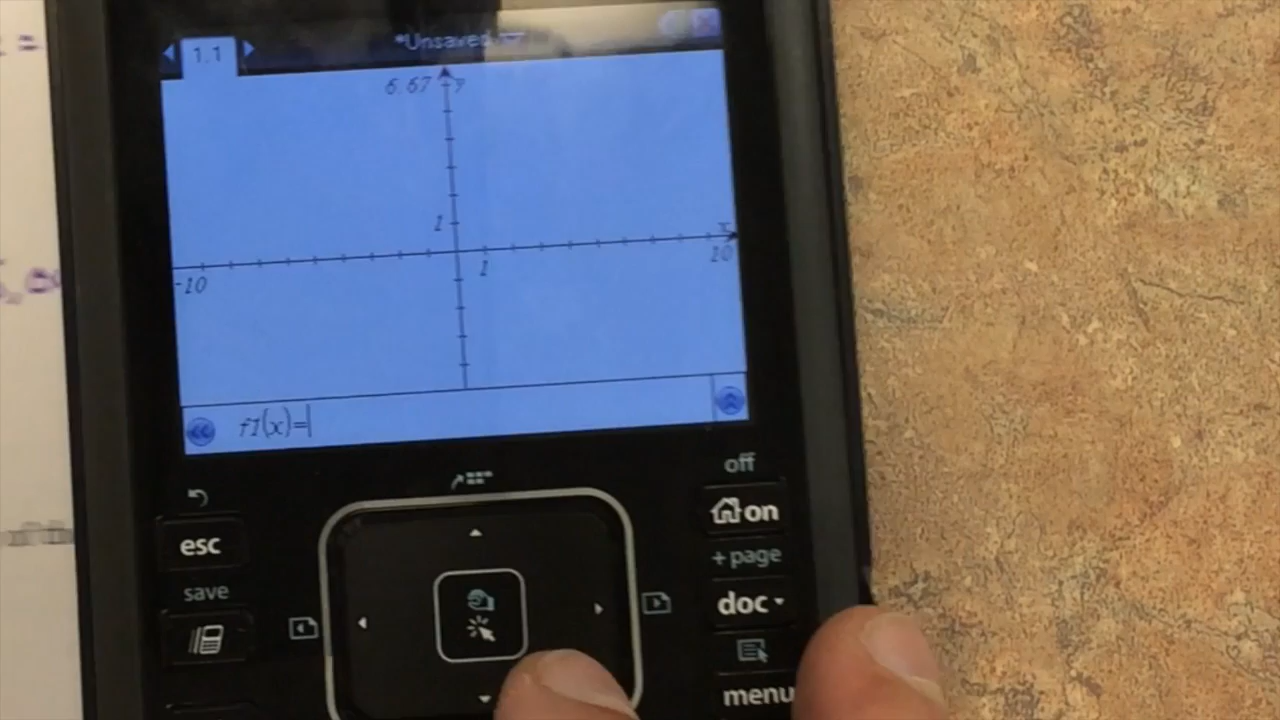 1.1
*Unsaved
6.67 y
1
x
-10
1
10
f1(x)=
off
esc
on
+ page
save
doc
menu